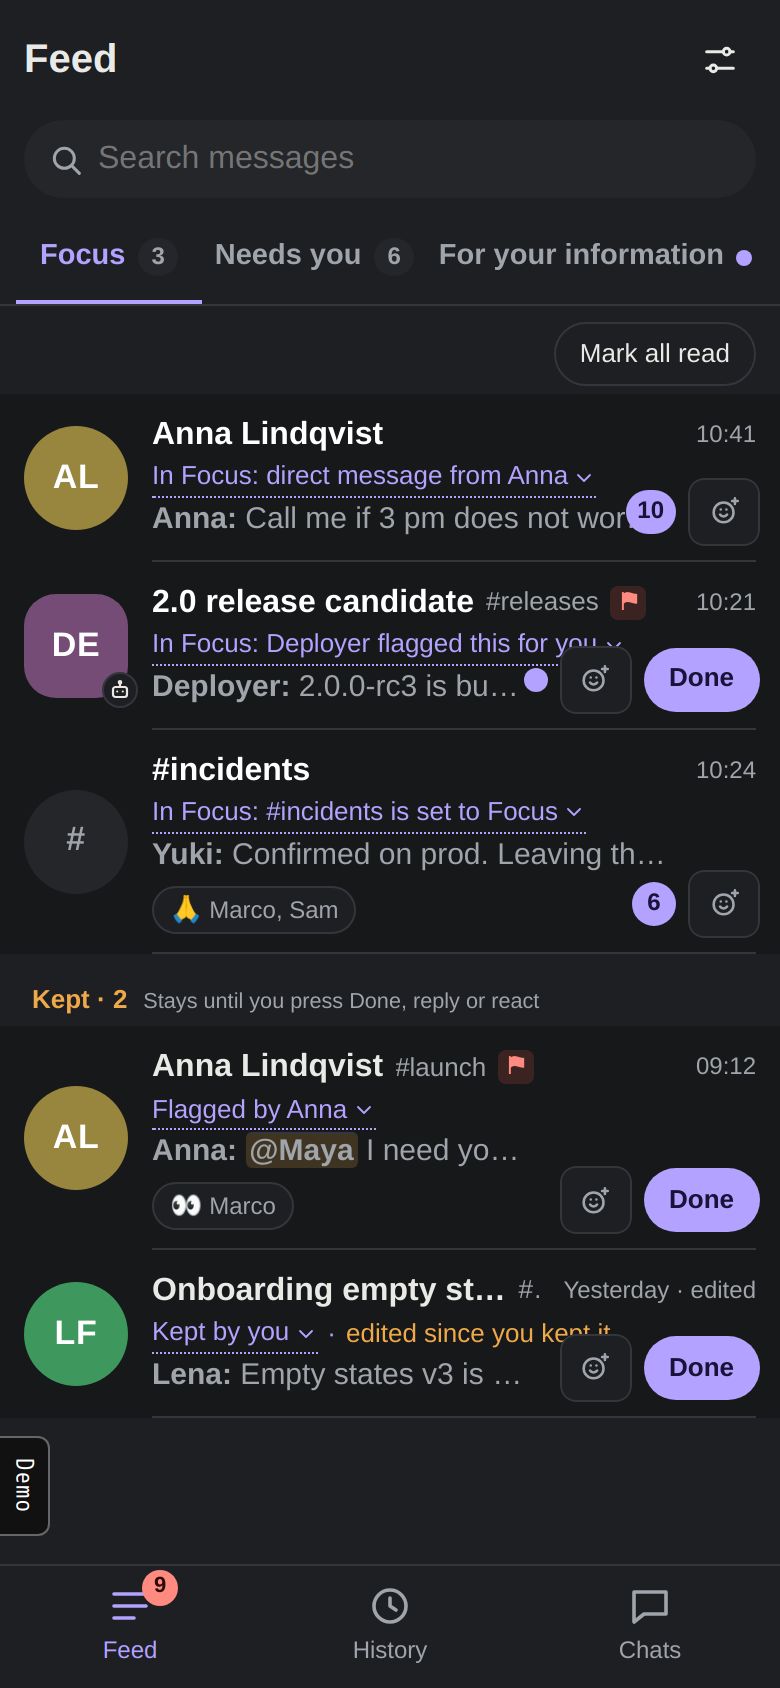 Feed
Search messages
Focus 3 Needs you 6 For your information
Mark all read
AL
Anna Lindqvist 10:41
In Focus: direct message from Anna
Anna: Call me if 3 pm does not
10
DE
2.0 release candidate #releases 10:21
In Focus: Deployer flagged this for you
Deployer: 2.0.0-rc3 is bu…
Done
#
#incidents 10:24
In Focus: #incidents is set to Focus
Yuki: Confirmed on prod. Leaving th…
🙏 Marco, Sam
6
Kept · 2 Stays until you press Done, reply or react
AL
Anna Lindqvist #launch 09:12
Flagged by Anna
Anna: @Maya I need yo…
👀 Marco
Done
LF
Onboarding empty st… #. Yesterday · edited
Kept by you · edited since you kept it
Lena: Empty states v3 is …
Done
Demo
9
Feed History Chats